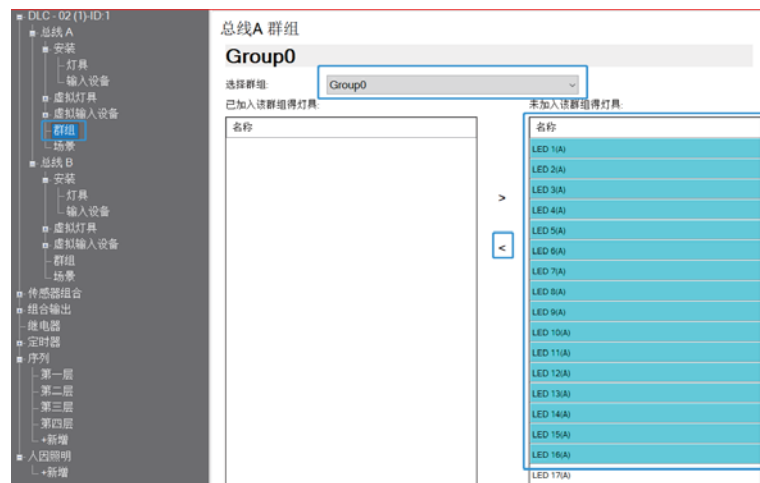 DLC - 02 (1)-ID:1
总线 A
安装
灯具
输入设备
虚拟灯具
虚拟输入设备
群组
场景
总线 B
安装
灯具
输入设备
虚拟灯具
虚拟输入设备
群组
场景
传感器组合
组合输出
继电器
定时器
序列
第一层
第二层
第三层
第四层
+新增
人因照明
+新增
总线A 群组
Group0
选择群组:
Group0
已加入该群组得灯具:
未加入该群组得灯具:
名称
名称
>
<
LED 1(A)
LED 2(A)
LED 3(A)
LED 4(A)
LED 5(A)
LED 6(A)
LED 7(A)
LED 8(A)
LED 9(A)
LED 10(A)
LED 11(A)
LED 12(A)
LED 13(A)
LED 14(A)
LED 15(A)
LED 16(A)
LED 17(A)